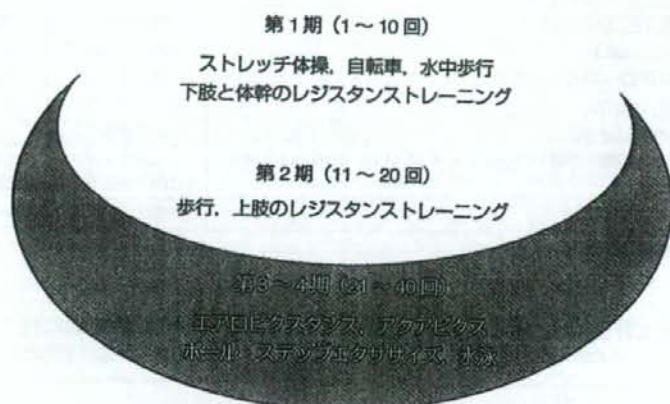 第1期（1～10回）
ストレッチ体操，自転車，水中歩行
下肢と体幹のレジスタンストレーニング
第2期（11～20回）
歩行，上肢のレジスタンストレーニング
第3～4期（21～40回）
エアロビクスダンス，アクアビクス
ボール・ステップエクササイズ，水泳